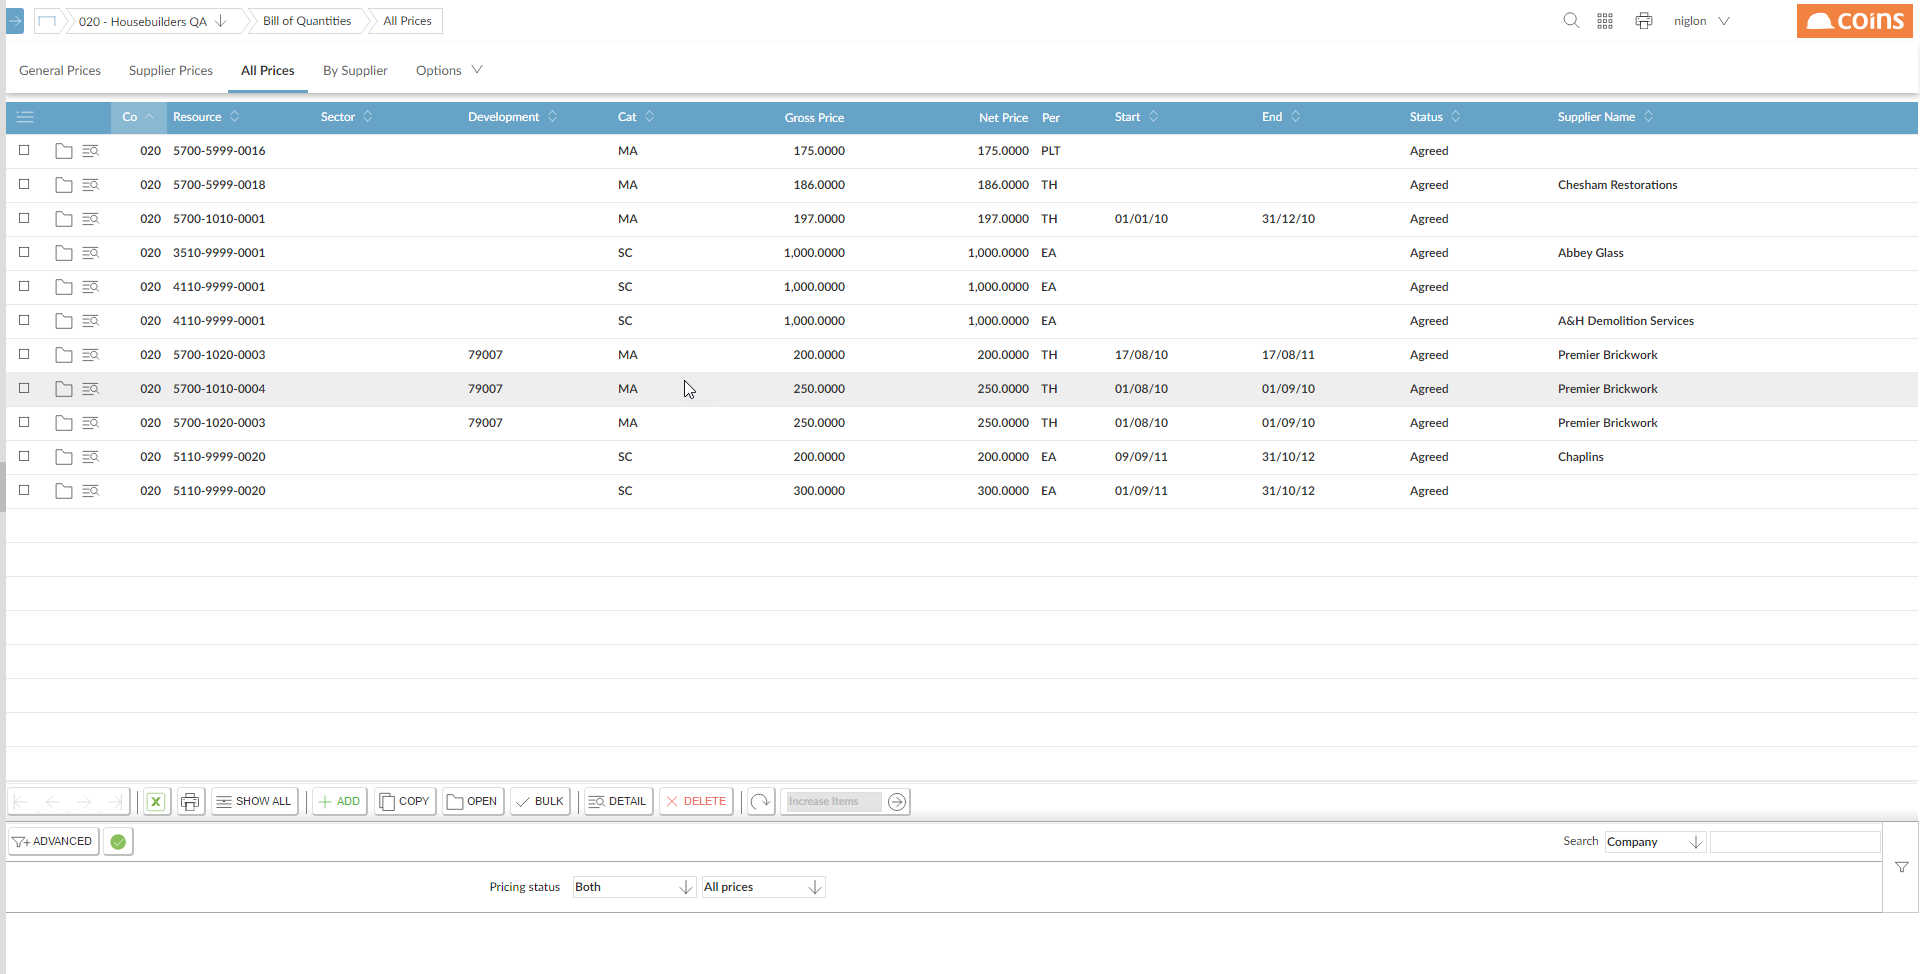 020 - Housebuilders QA Bill of Quantities All Prices niglon coins
General Prices Supplier Prices All Prices By Supplier Options
Co Resource Sector Development Cat Gross Price Net Price Per Start End Status Supplier Name
020 5700-5999-0016 MA 175.0000 175.0000 PLT Agreed
020 5700-5999-0018 MA 186.0000 186.0000 TH Agreed Chesham Restorations
020 5700-1010-0001 MA 197.0000 197.0000 TH 01/01/10 31/12/10 Agreed
020 3510-9999-0001 SC 1,000.0000 1,000.0000 EA Agreed Abbey Glass
020 4110-9999-0001 SC 1,000.0000 1,000.0000 EA Agreed
020 4110-9999-0001 SC 1,000.0000 1,000.0000 EA Agreed A&H Demolition Services
020 5700-1020-0003 79007 MA 200.0000 200.0000 TH 17/08/10 17/08/11 Agreed Premier Brickwork
020 5700-1010-0004 79007 MA 250.0000 250.0000 TH 01/08/10 01/09/10 Agreed Premier Brickwork
020 5700-1020-0003 79007 MA 250.0000 250.0000 TH 01/08/10 01/09/10 Agreed Premier Brickwork
020 5110-9999-0020 SC 200.0000 200.0000 EA 09/09/11 31/10/12 Agreed Chaplins
020 5110-9999-0020 SC 300.0000 300.0000 EA 01/09/11 31/10/12 Agreed
SHOW ALL ADD COPY OPEN BULK DETAIL DELETE Increase Items
ADVANCED Search Company
Pricing status Both All prices